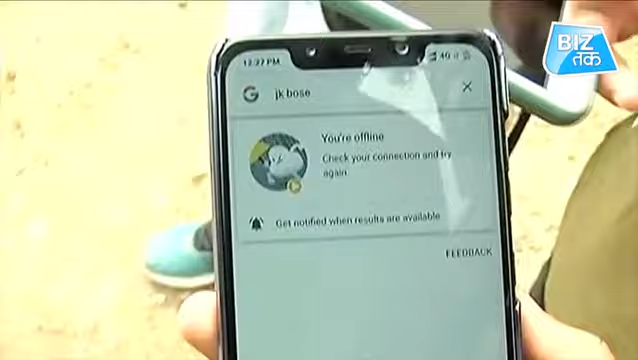 BIZ
तक
12:27 PM
4G
G
jk bose
You're offline
Check your connection and try
again.
Get notified when results are available
FEEDBACK